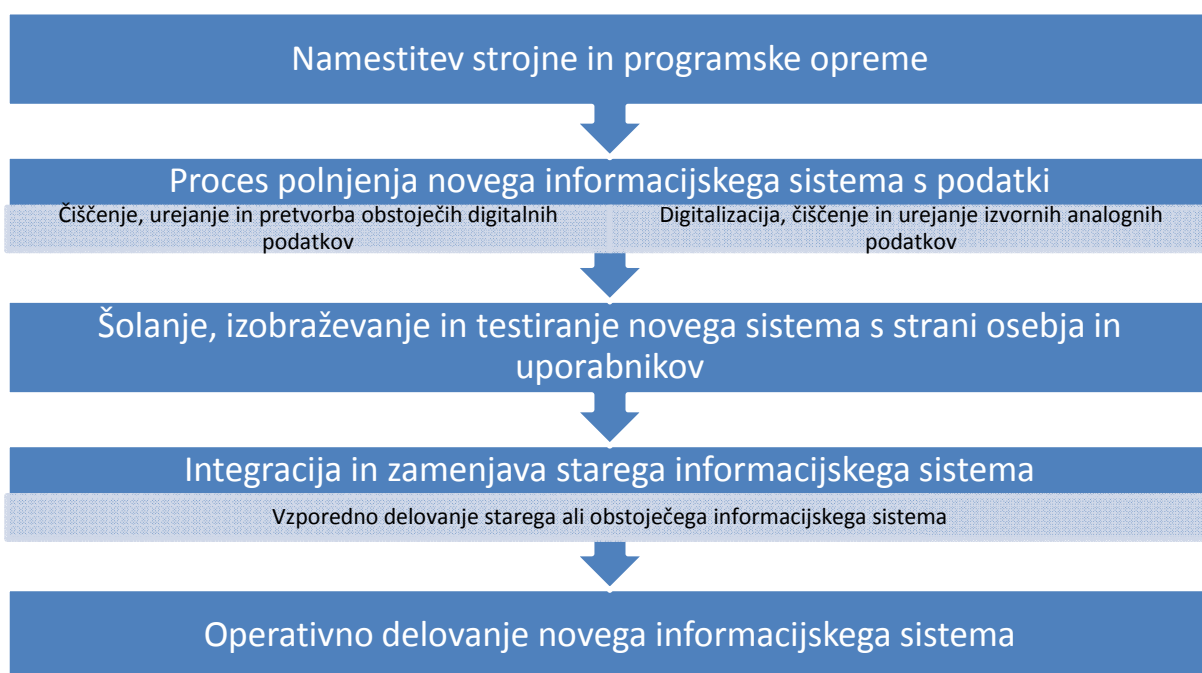 Namestitev strojne in programske opreme
Proces polnjenja novega informacijskega sistema s podatki
Čiščenje, urejanje in pretvorba obstoječih digitalnih
podatkov
Digitalizacija, čiščenje in urejanje izvornih analognih
podatkov
Šolanje, izobraževanje in testiranje novega sistema s strani osebja in
uporabnikov
Integracija in zamenjava starega informacijskega sistema
Vzporedno delovanje starega ali obstoječega informacijskega sistema
Operativno delovanje novega informacijskega sistema